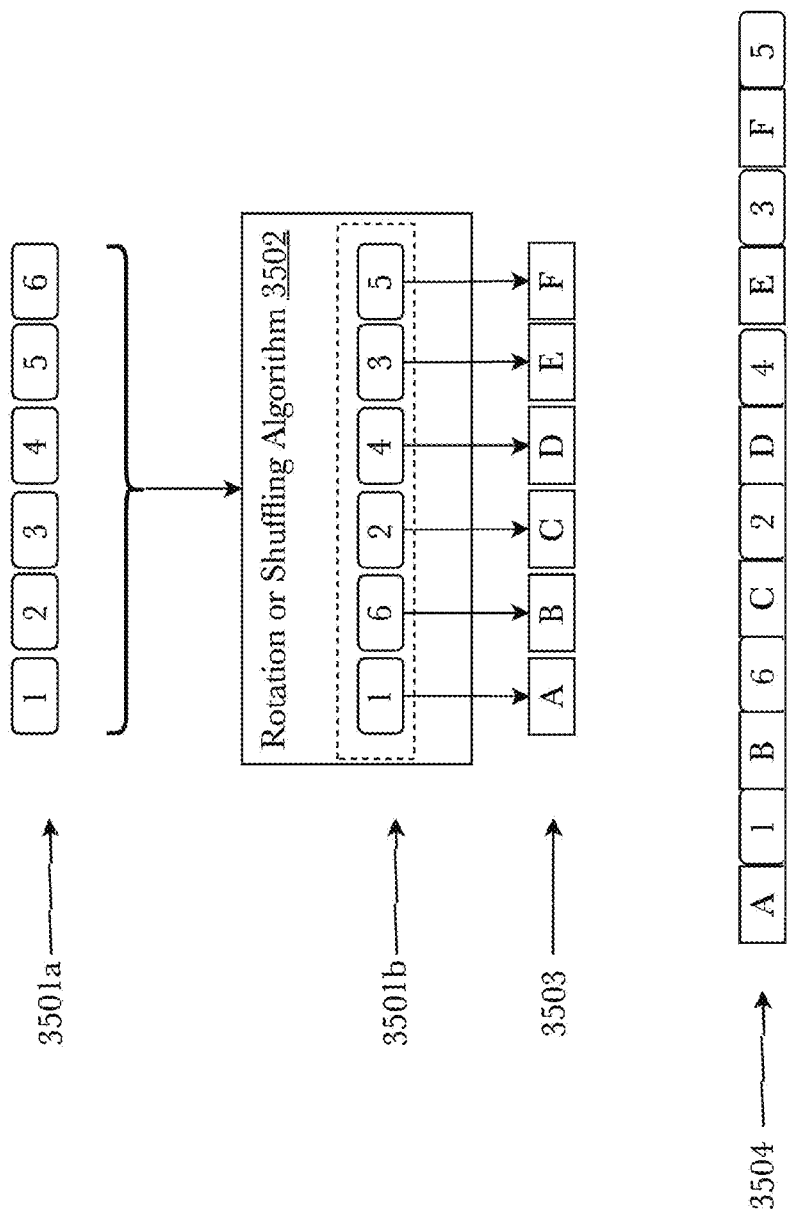 3501a 1 2 3 4 5 6
Rotation or Shuffling Algorithm 3502
3501b 1 6 2 4 3 5
3503 A B C D E F
3504 A 1 B 6 C 2 D 4 E 3 F 5